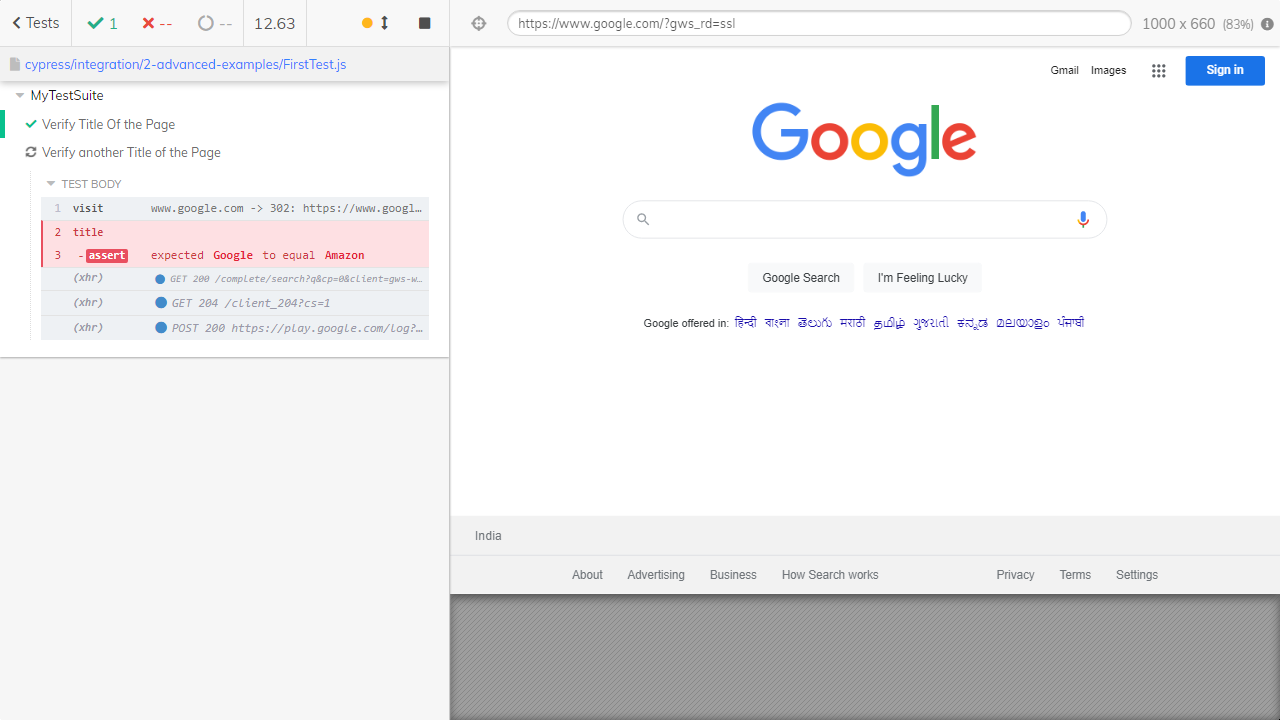 Tests 1 -- -- 12.63
https://www.google.com/?gws_rd=ssl 1000 x 660 (83%)
cypress/integration/2-advanced-examples/FirstTest.js
MyTestSuite
Verify Title Of the Page
Verify another Title of the Page
TEST BODY
1 visit www.google.com -> 302: https://www.googl…
2 title
3 - assert expected Google to equal Amazon
(xhr) GET 200 /complete/search?q&cp=0&client=gws-w…
(xhr) GET 204 /client_204?cs=1
(xhr) POST 200 https://play.google.com/log?…
Gmail Images Sign in
Google
Google Search I'm Feeling Lucky
Google offered in: हिन्दी বাংলা తెలుగు मराठी தமிழ் ગુજરાતી ಕನ್ನಡ മലയാളം ਪੰਜਾਬੀ
India
About Advertising Business How Search works Privacy Terms Settings